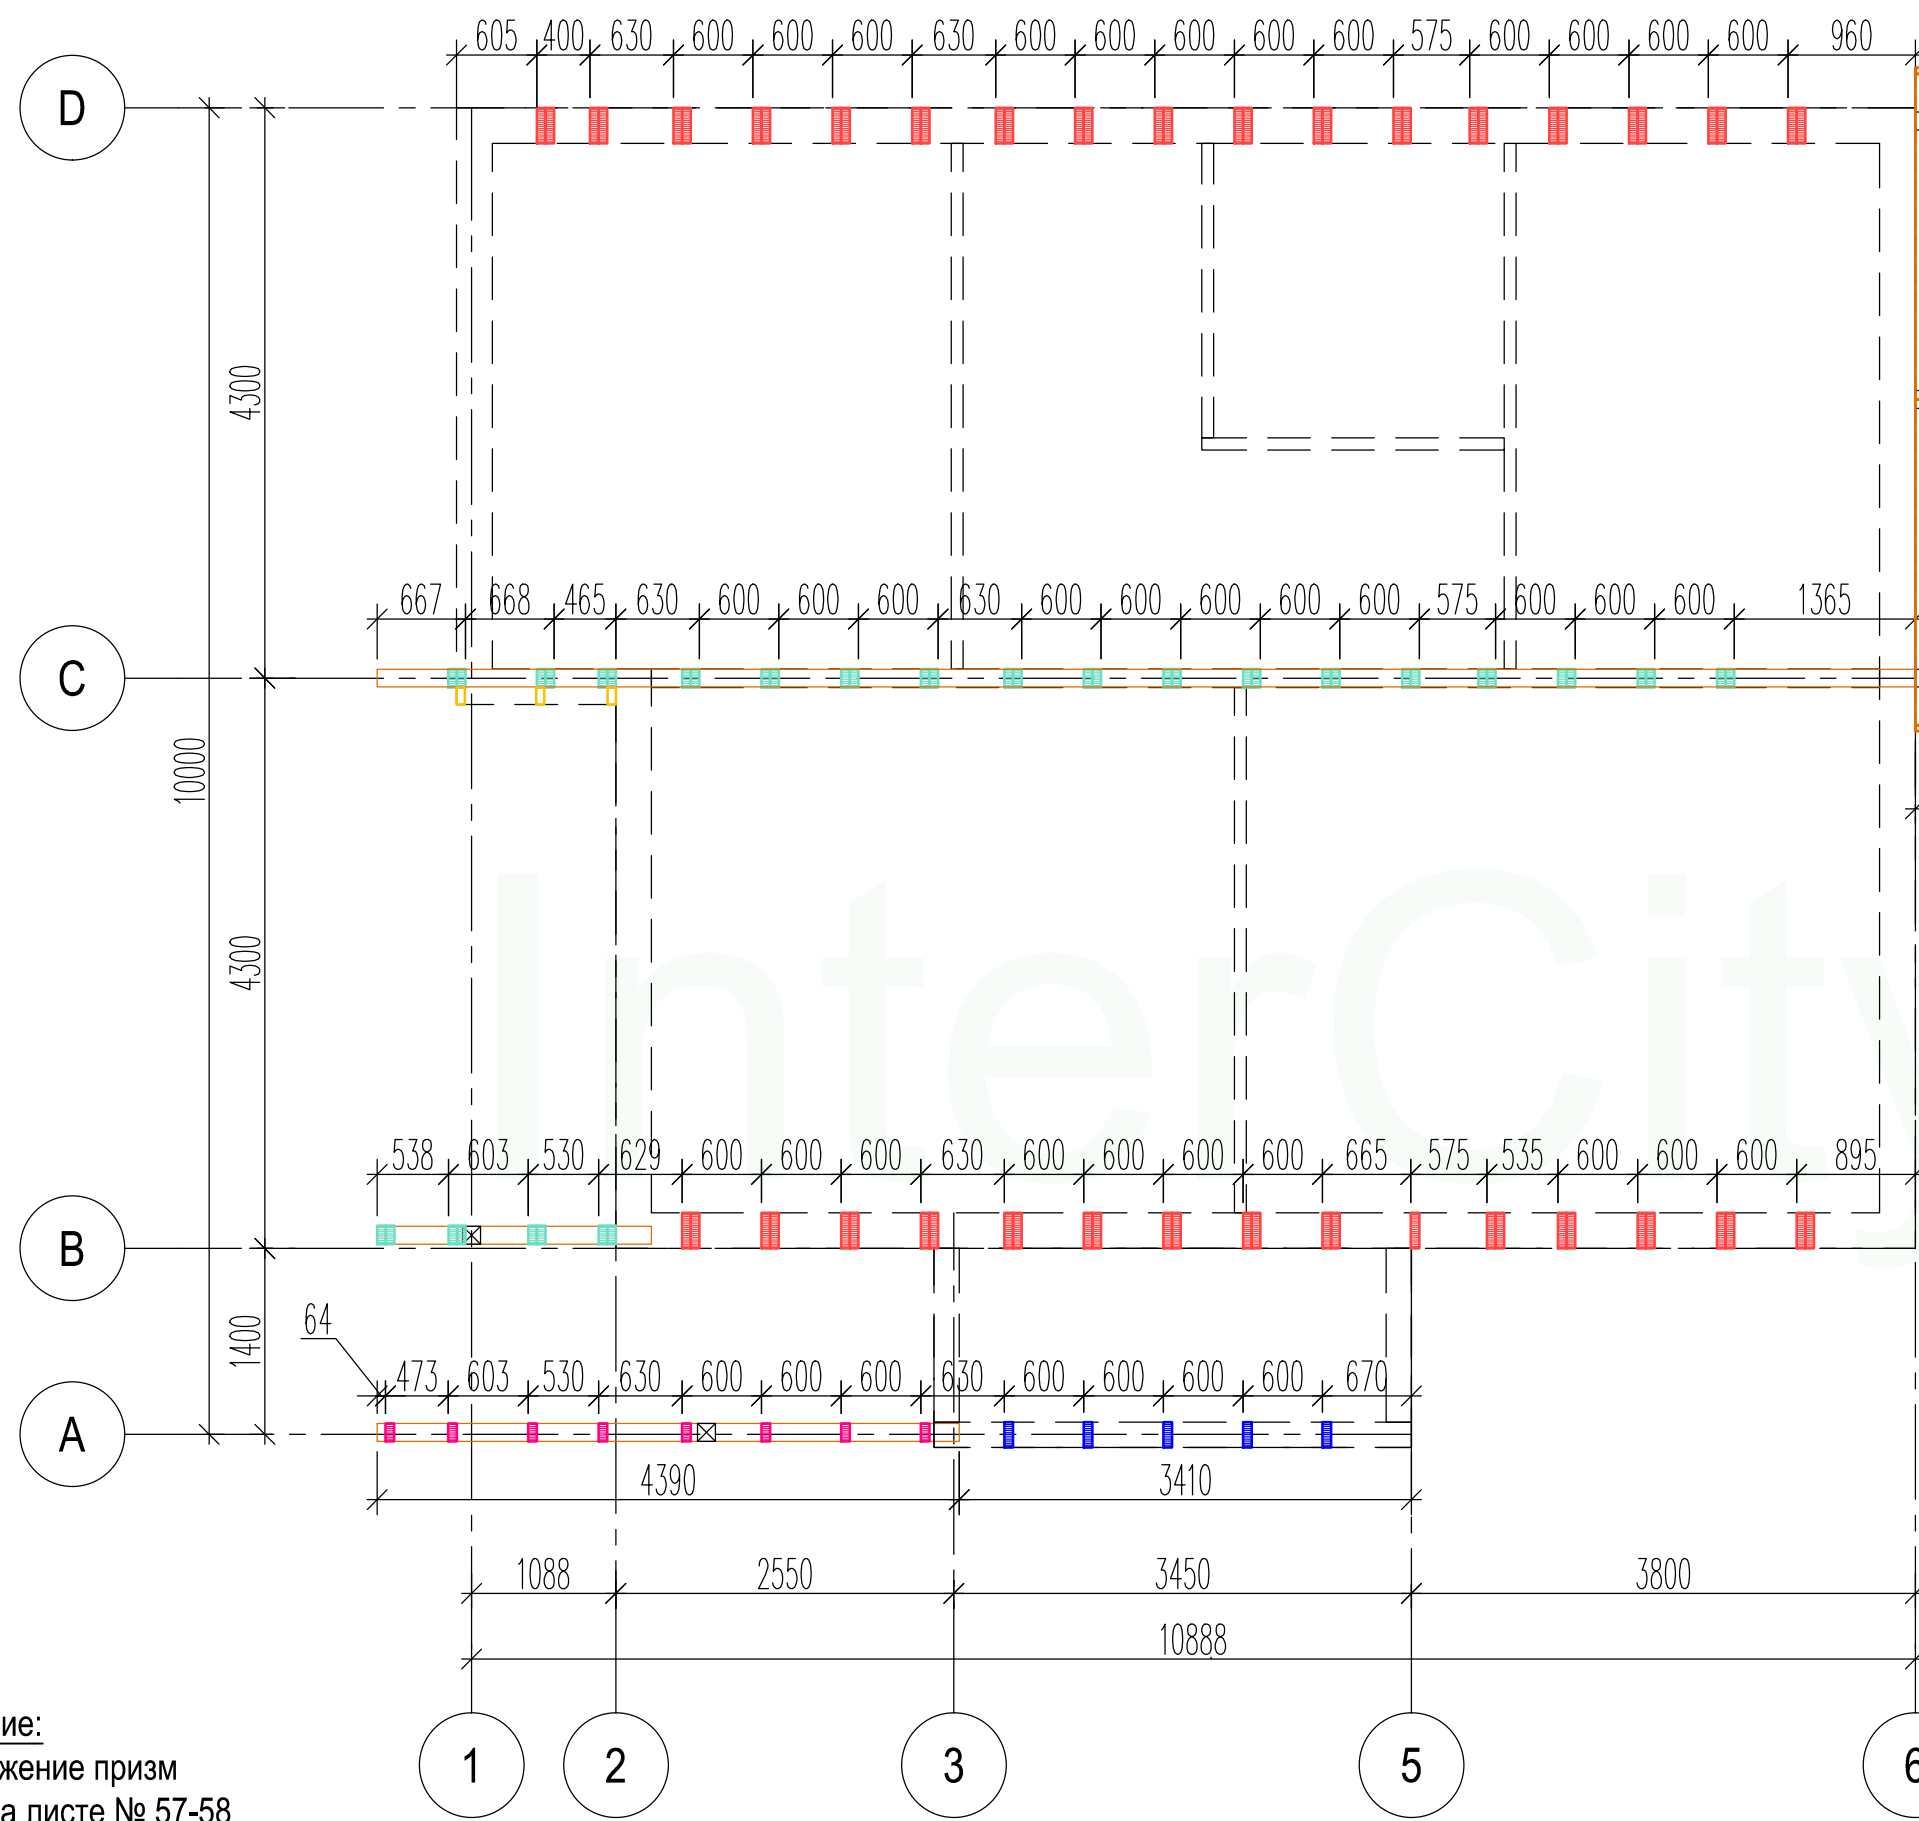 605 400 630 600 600 600 630 600 600 600 600 600 575 600 600 600 600 960
D
4300
667 668 465 630 600 600 600 630 600 600 600 600 600 575 600 600 600 1365
C
10000
4300
InterCity
538 603 530 629 600 600 600 630 600 600 600 600 665 575 535 600 600 600 895
B
64
1400
473 603 530 630 600 600 600 630 600 600 600 600 670
A
4390 3410
1088 2550 3450 3800
10888
ие:
1 2 3 5 6
жение призм
а листе № 57-58